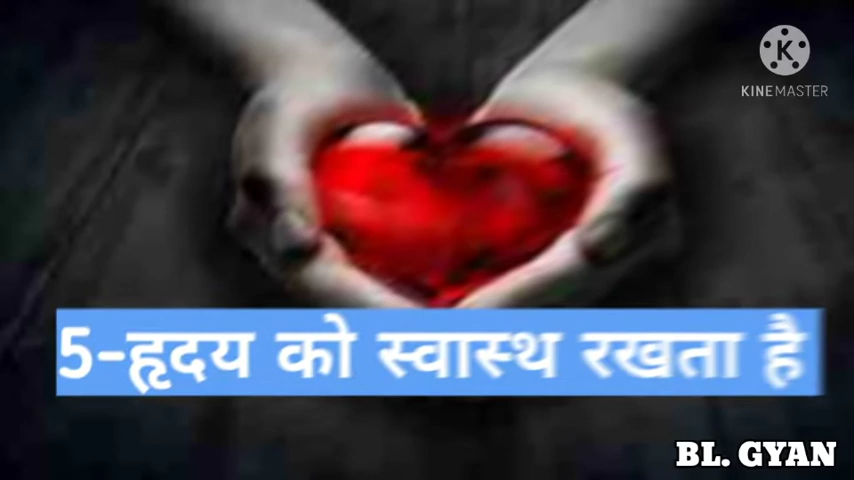 KINEMASTER
5-हृदय को स्वास्थ रखता है
BL. GYAN